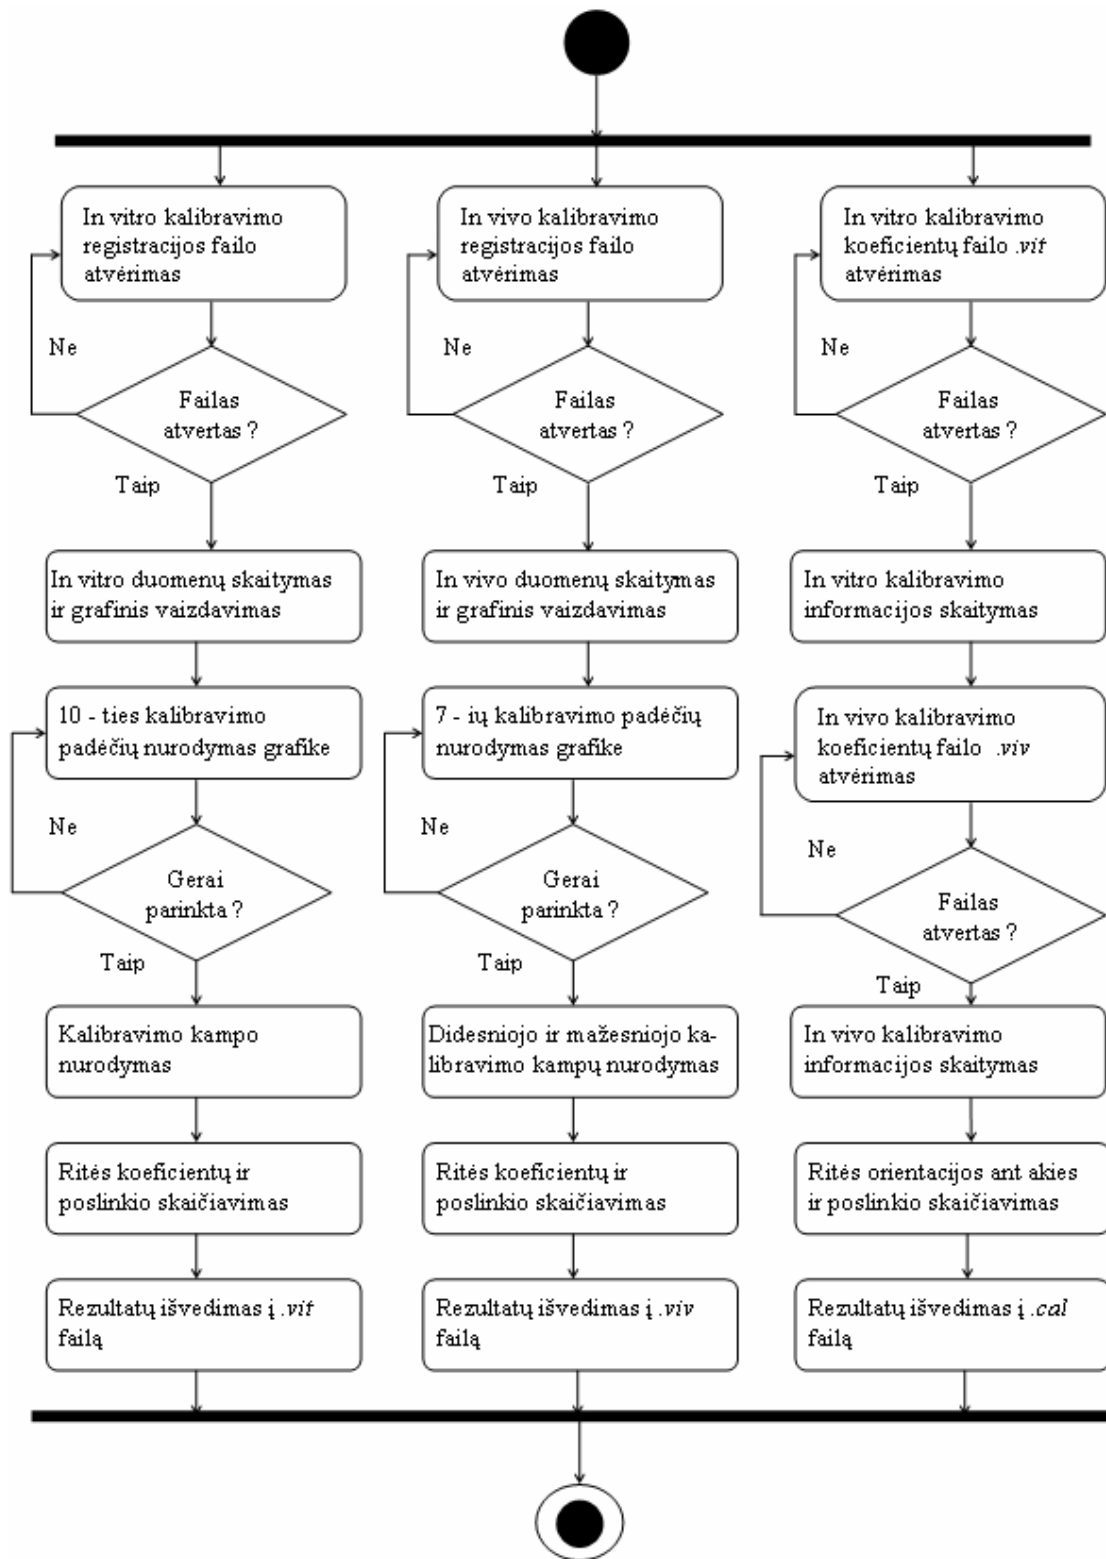 In vitro kalibravimo
registracijos failo
atvėrimas
Ne
Failas
atvertas ?
Taip
In vitro duomenų skaitymas
ir grafinis vaizdavimas
10 - ties kalibravimo
padėčių nurodymas grafike
Ne
Gerai
parinkta ?
Taip
Kalibravimo kampo
nurodymas
Ritės koeficientų ir
poslinkio skaičiavimas
Rezultatų išvedimas į .vit
failą
In vivo kalibravimo
registracijos failo
atvėrimas
Ne
Failas
atvertas ?
Taip
In vivo duomenų skaitymas
ir grafinis vaizdavimas
7 - ių kalibravimo padėčių
nurodymas grafike
Ne
Gerai
parinkta ?
Taip
Didesniojo ir mažesniojo ka-
libravimo kampų nurodymas
Ritės koeficientų ir
poslinkio skaičiavimas
Rezultatų išvedimas į .viv
failą
In vitro kalibravimo
koeficientų failo .vit
atvėrimas
Ne
Failas
atvertas ?
Taip
In vitro kalibravimo
informacijos skaitymas
In vivo kalibravimo
koeficientų failo .viv
atvėrimas
Ne
Failas
atvertas ?
Taip
In vivo kalibravimo
informacijos skaitymas
Ritės orientacijos ant akies
ir poslinkio skaičiavimas
Rezultatų išvedimas į .cal
failą